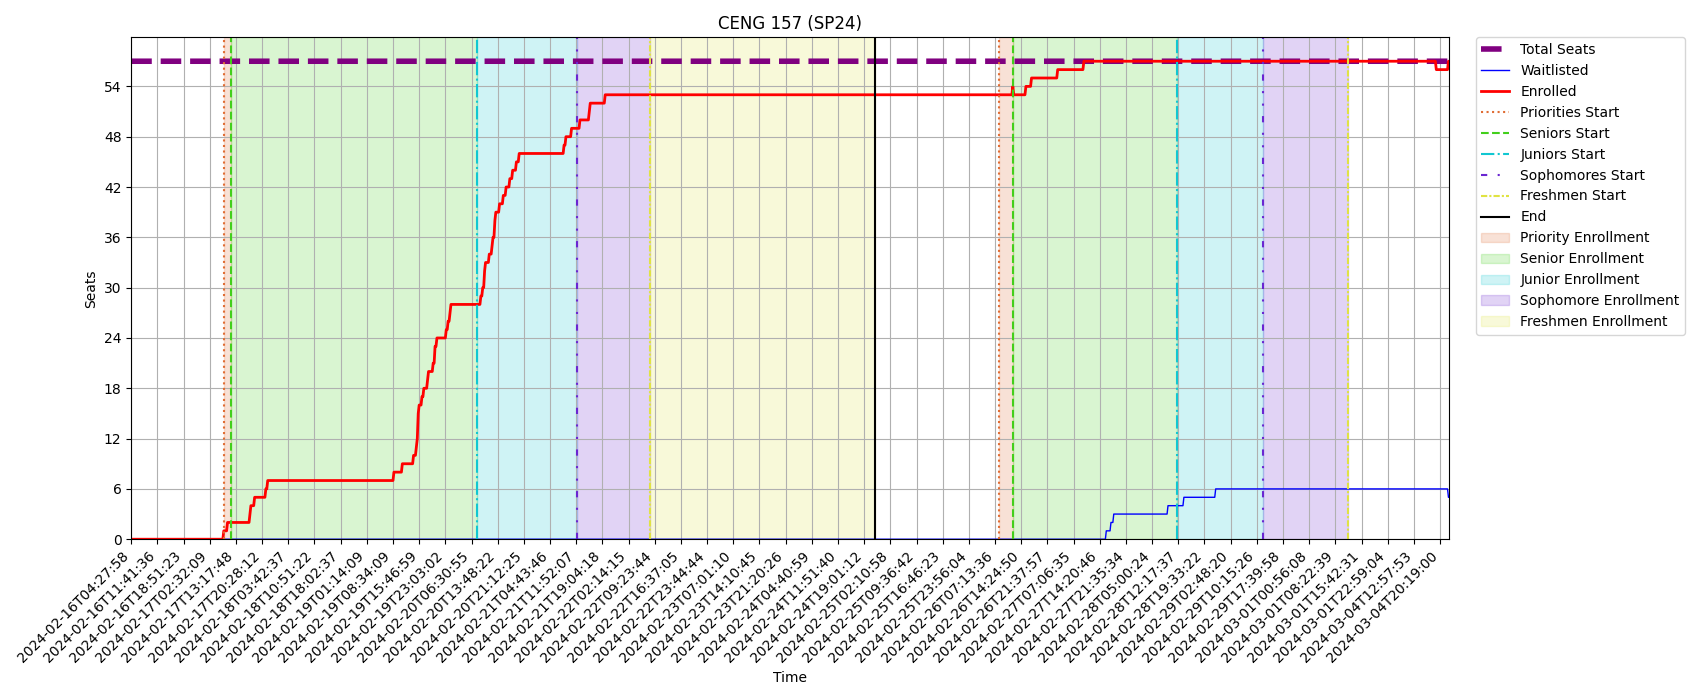 CENG 157 (SP24)
Seats
54
48
42
36
30
24
18
12
6
0
2024-02-16T04:27:58
2024-02-16T11:41:36
2024-02-16T18:51:23
2024-02-17T02:32:09
2024-02-17T13:17:48
2024-02-17T20:28:12
2024-02-18T03:42:37
2024-02-18T10:51:22
2024-02-18T18:02:37
2024-02-19T01:14:09
2024-02-19T08:34:09
2024-02-19T15:46:59
2024-02-19T23:03:02
2024-02-20T06:30:55
2024-02-20T13:48:22
2024-02-20T21:12:25
2024-02-21T04:43:46
2024-02-21T11:52:07
2024-02-21T19:04:18
2024-02-22T02:14:15
2024-02-22T09:23:44
2024-02-22T16:37:05
2024-02-22T23:44:44
2024-02-23T07:01:10
2024-02-23T14:10:45
2024-02-23T21:20:26
2024-02-24T04:40:59
2024-02-24T11:51:40
2024-02-24T19:01:12
2024-02-25T02:10:58
2024-02-25T09:36:42
2024-02-25T16:46:23
2024-02-25T23:56:04
2024-02-26T07:13:36
2024-02-26T14:24:50
2024-02-26T21:37:57
2024-02-27T07:06:35
2024-02-27T14:20:46
2024-02-27T21:35:34
2024-02-28T05:00:24
2024-02-28T12:17:37
2024-02-28T19:33:22
2024-02-29T02:48:20
2024-02-29T10:15:26
2024-02-29T17:39:58
2024-03-01T00:56:08
2024-03-01T08:22:39
2024-03-01T15:42:31
2024-03-01T22:59:04
2024-03-04T12:57:53
2024-03-04T20:19:00
Time
Total Seats
Waitlisted
Enrolled
Priorities Start
Seniors Start
Juniors Start
Sophomores Start
Freshmen Start
End
Priority Enrollment
Senior Enrollment
Junior Enrollment
Sophomore Enrollment
Freshmen Enrollment